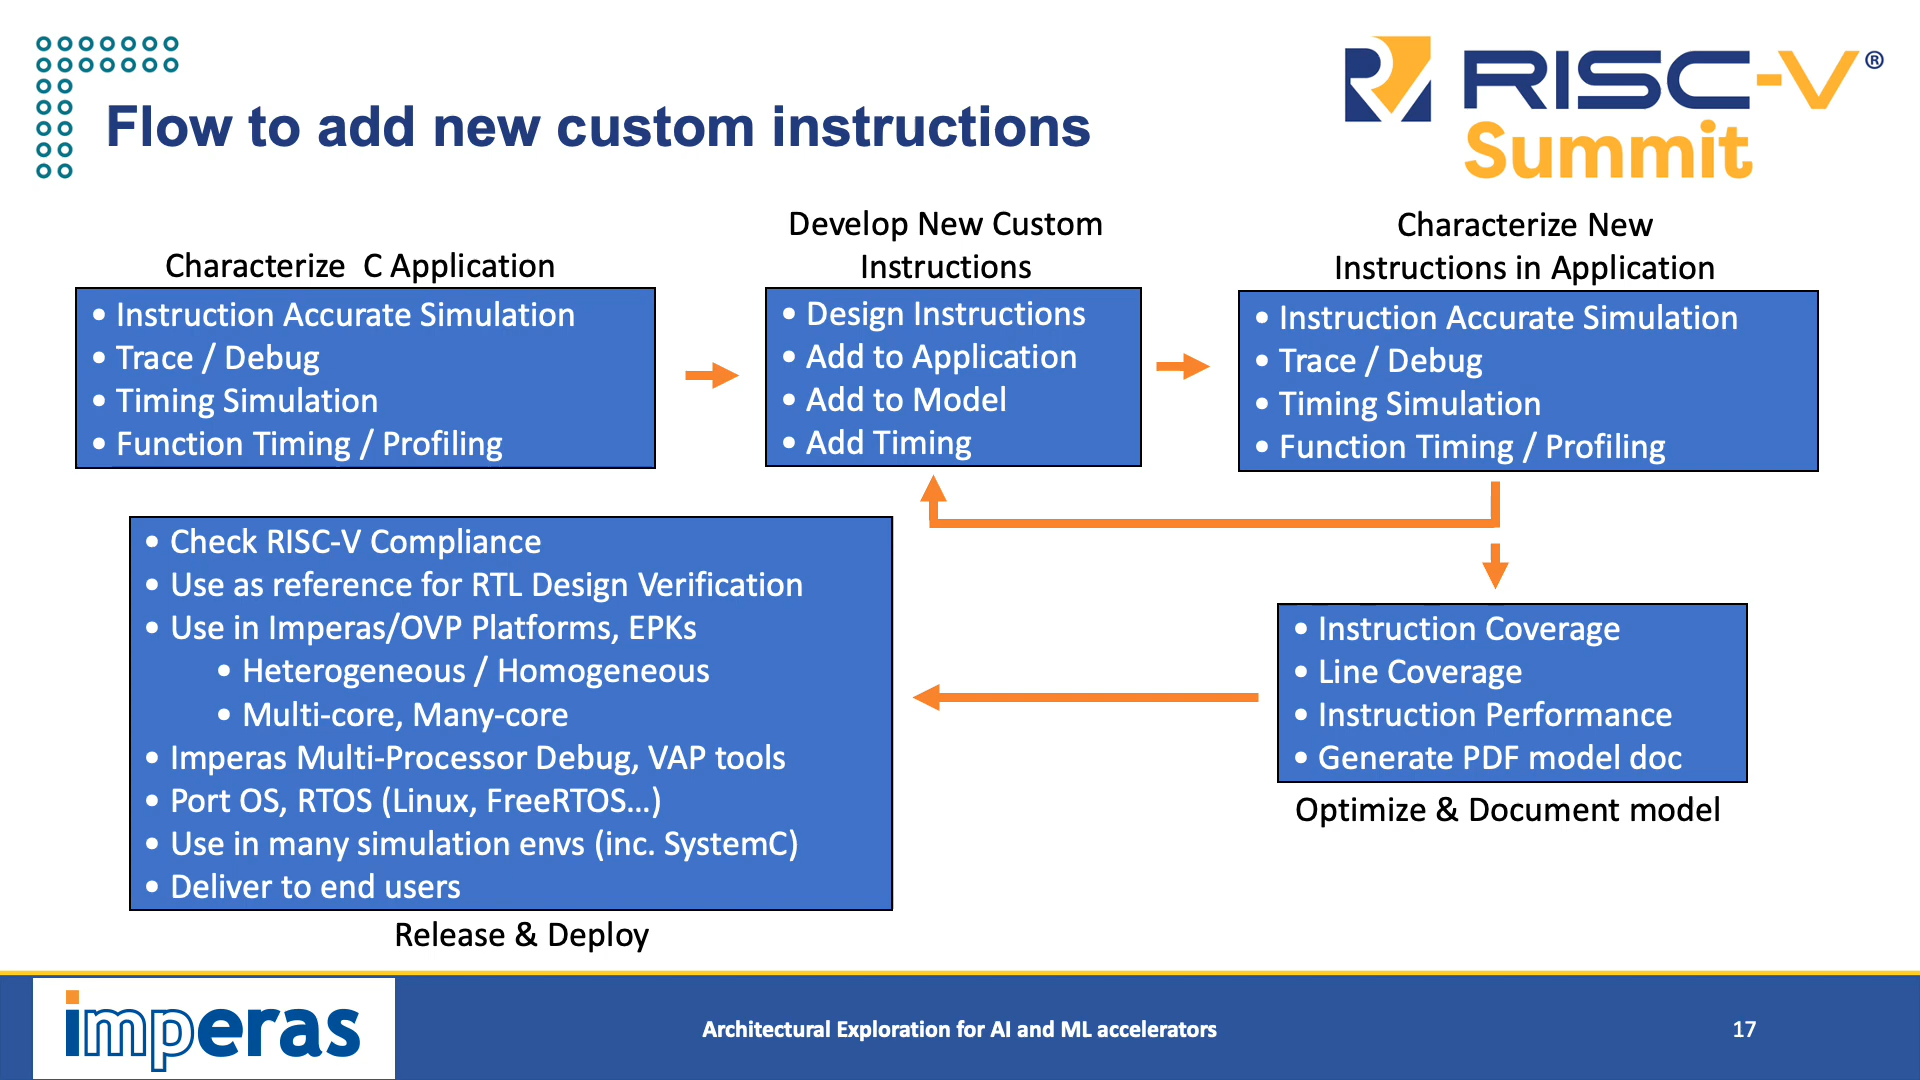 Flow to add new custom instructions
RISC-V®
Summit
Characterize  C Application
• Instruction Accurate Simulation
• Trace / Debug
• Timing Simulation
• Function Timing / Profiling
Develop New Custom
Instructions
• Design Instructions
• Add to Application
• Add to Model
• Add Timing
Characterize New
Instructions in Application
• Instruction Accurate Simulation
• Trace / Debug
• Timing Simulation
• Function Timing / Profiling
• Instruction Coverage
• Line Coverage
• Instruction Performance
• Generate PDF model doc
Optimize & Document model
• Check RISC-V Compliance
• Use as reference for RTL Design Verification
• Use in Imperas/OVP Platforms, EPKs
• Heterogeneous / Homogeneous
• Multi-core, Many-core
• Imperas Multi-Processor Debug, VAP tools
• Port OS, RTOS (Linux, FreeRTOS...)
• Use in many simulation envs (inc. SystemC)
• Deliver to end users
Release & Deploy
imperas
Architectural Exploration for AI and ML accelerators
17